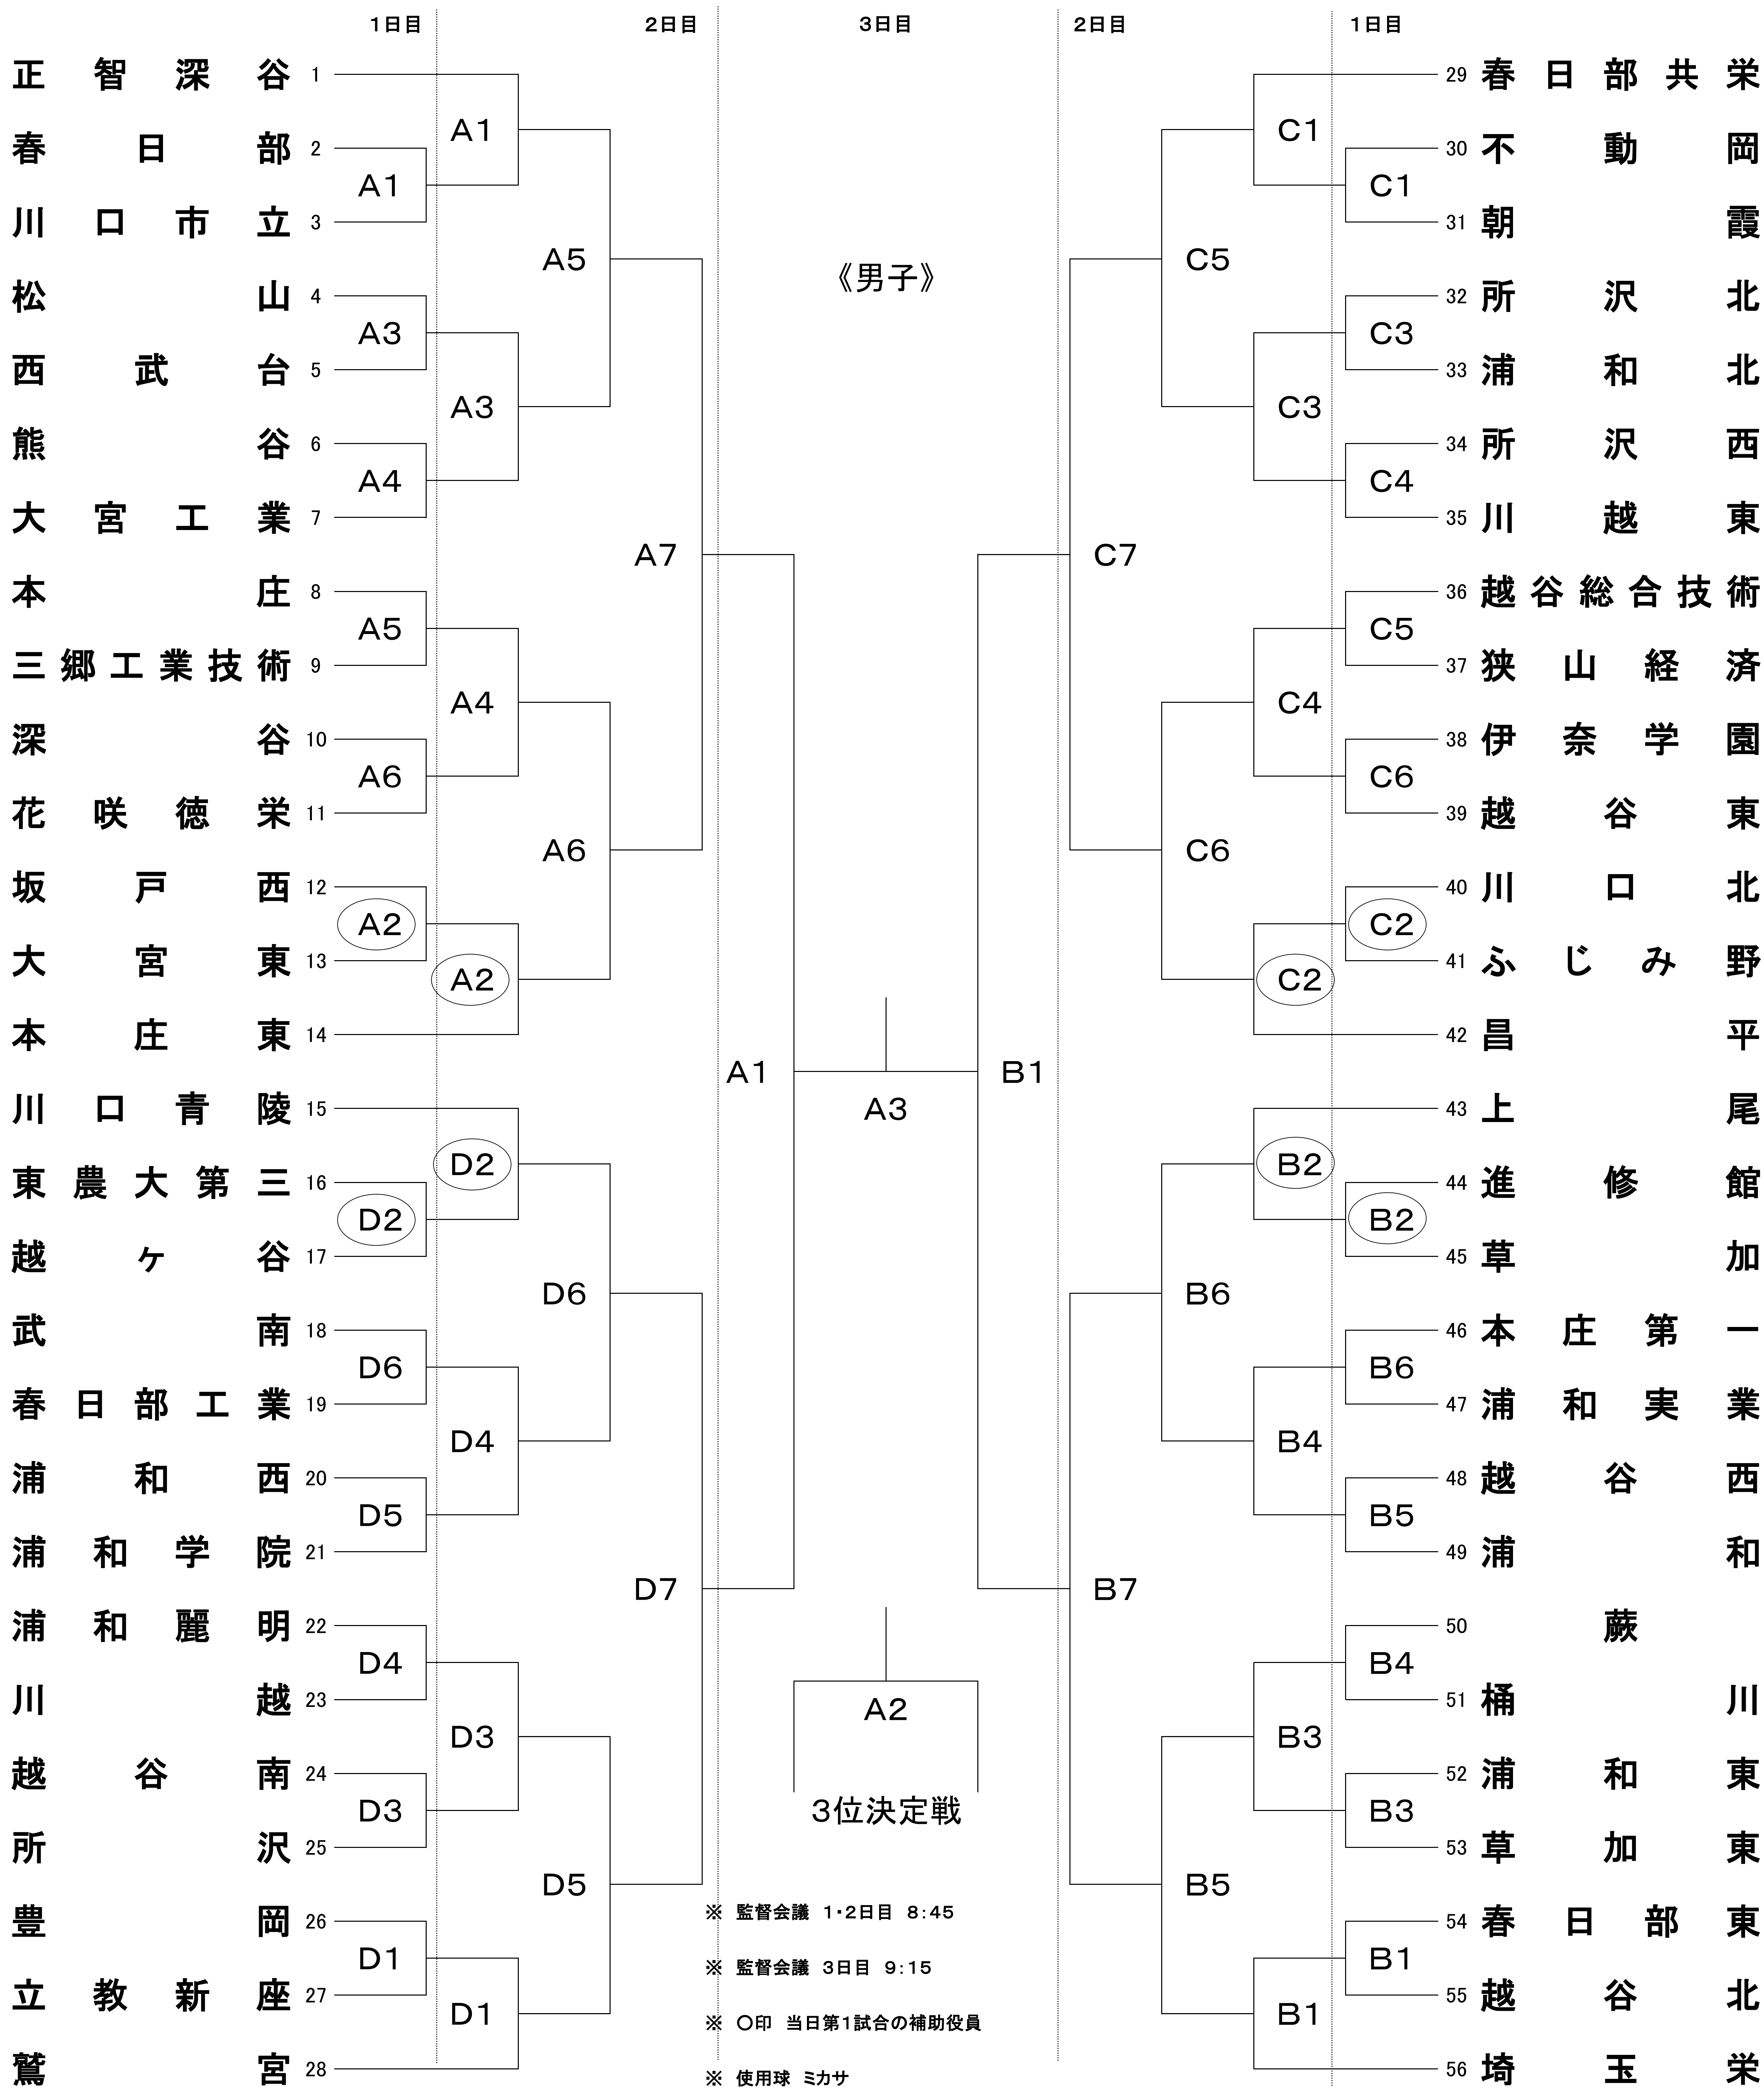 1日目 2日目 3日目 2日目 1日目
正智深谷 1
春日部 2
川口市立 3
松山 4
西武台 5
熊谷 6
大宮工業 7
本庄 8
三郷工業技術 9
深谷 10
花咲徳栄 11
坂戸西 12
大宮東 13
本庄東 14
川口青陵 15
東農大第三 16
越ヶ谷 17
武南 18
春日部工業 19
浦和西 20
浦和学院 21
浦和麗明 22
川越 23
越谷南 24
所沢 25
豊岡 26
立教新座 27
鷲宮 28
A1
A3
A4
A5
A6
A2
D2
D6
D5
D4
D3
D1
A1
A3
A4
A2
D2
D4
D3
D1
A5
A6
D6
D5
A7
D7
《男子》
A1
A3
B1
A2
3位決定戦
※ 監督会議 1・2日目 8:45
※ 監督会議 3日目 9:15
※ 〇印 当日第1試合の補助役員
※ 使用球 ミカサ
C7
B7
C5
C6
B6
B5
C1
C3
C4
C2
B2
B4
B3
B1
C1
C3
C4
C5
C6
C2
B2
B6
B5
B4
B3
B1
29 春日部共栄
30 不動岡
31 朝霞
32 所沢北
33 浦和北
34 所沢西
35 川越東
36 越谷総合技術
37 狭山経済
38 伊奈学園
39 越谷東
40 川口北
41 ふじみ野
42 昌平
43 上尾
44 進修館
45 草加
46 本庄第一
47 浦和実業
48 越谷西
49 浦和
50 蕨
51 桶川
52 浦和東
53 草加東
54 春日部東
55 越谷北
56 埼玉栄